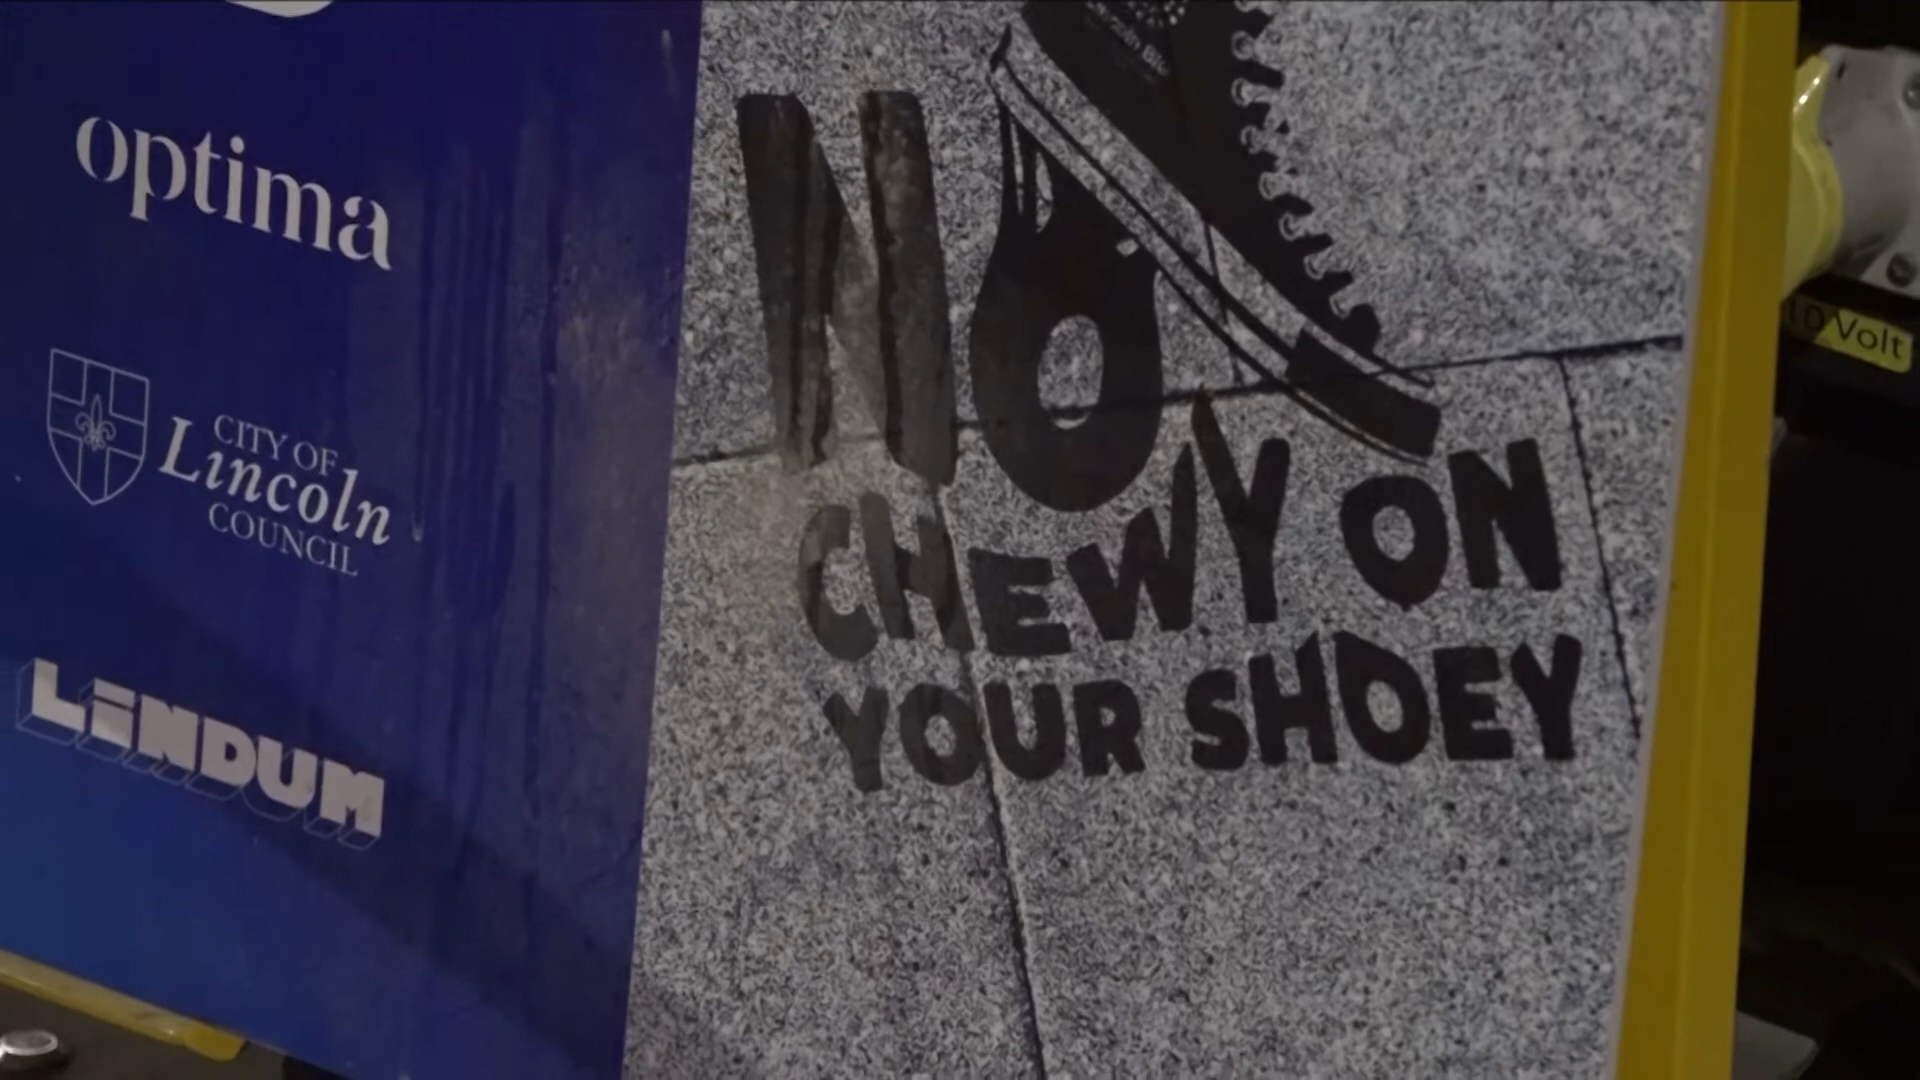 optima
CITY OF
Lincoln
COUNCIL
LINDUM
NO
CHEWY ON
YOUR SHOEY
Volt